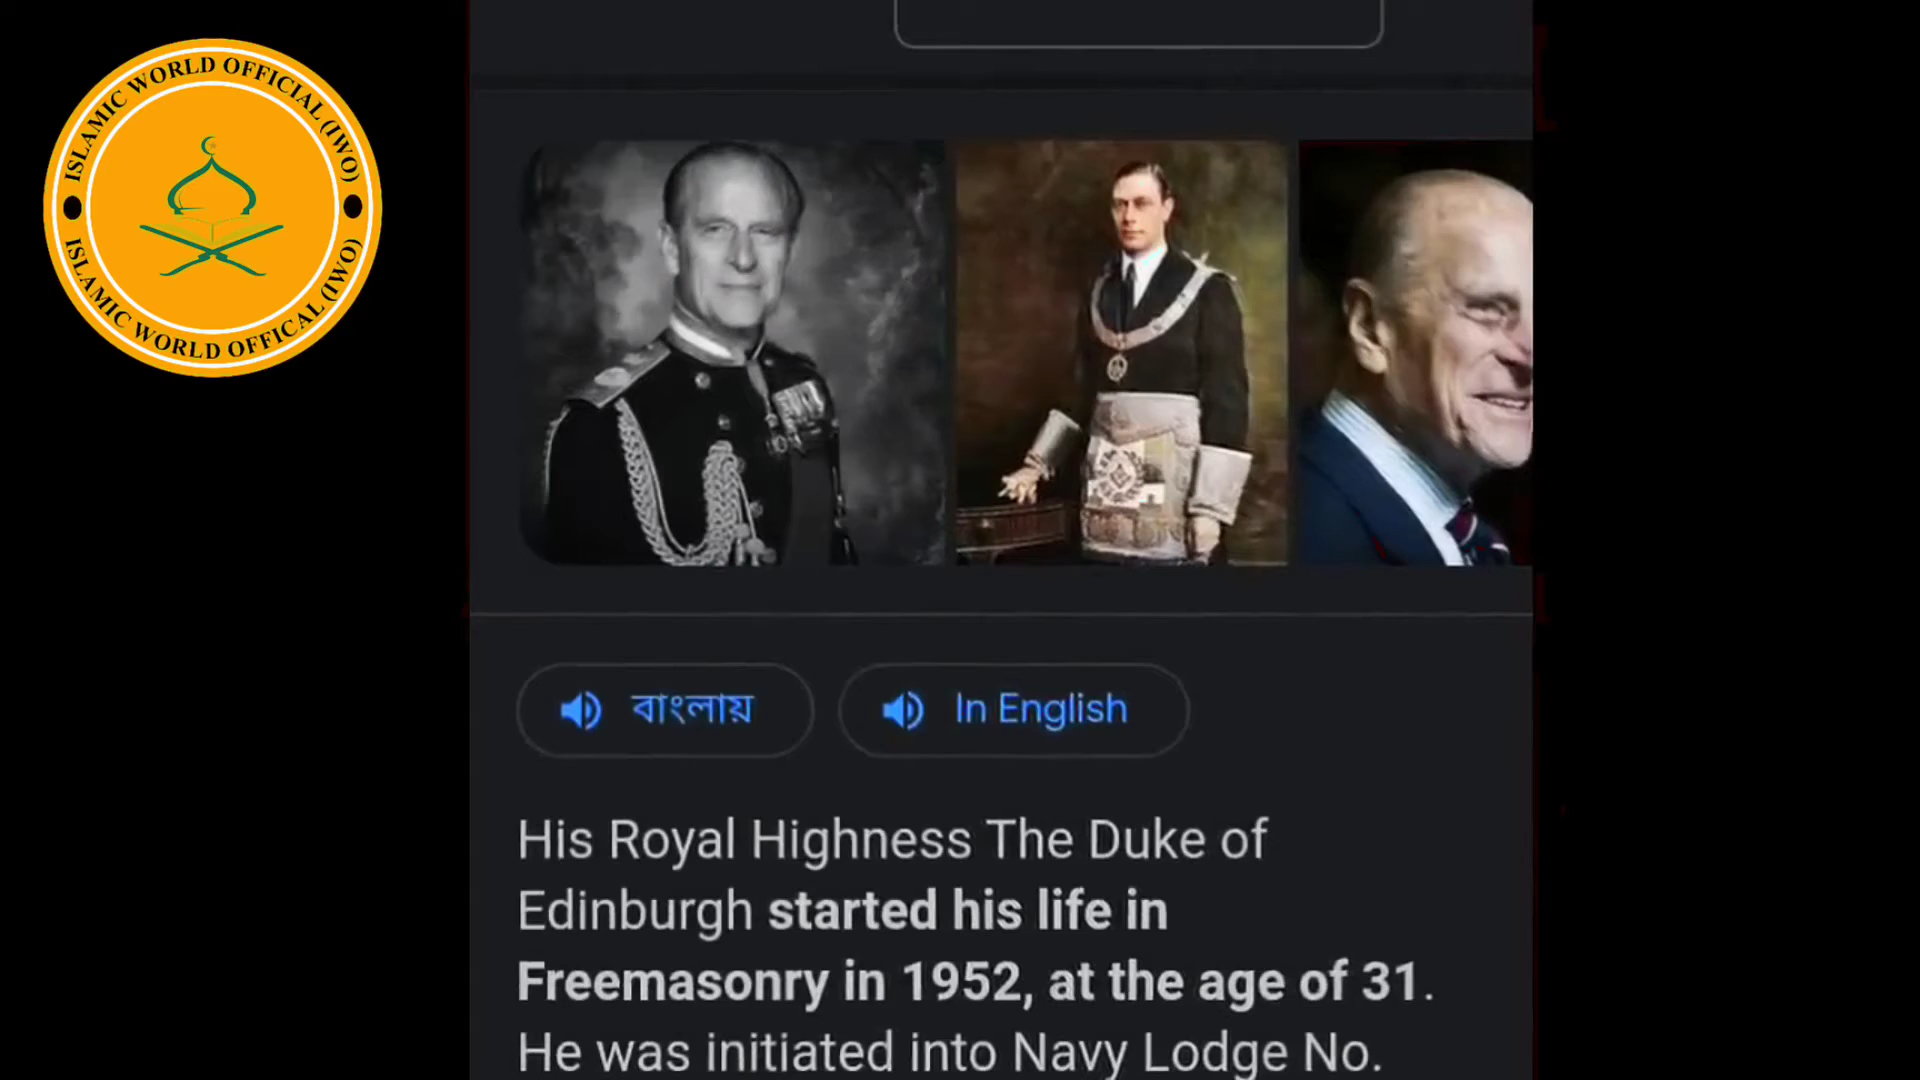 ISLAMIC WORLD OFFICIAL (IWO)
ISLAMIC WORLD OFFICAL (IWO)
বাংলায়
In English
His Royal Highness The Duke of
Edinburgh started his life in
Freemasonry in 1952, at the age of 31.
He was initiated into Navy Lodge No.